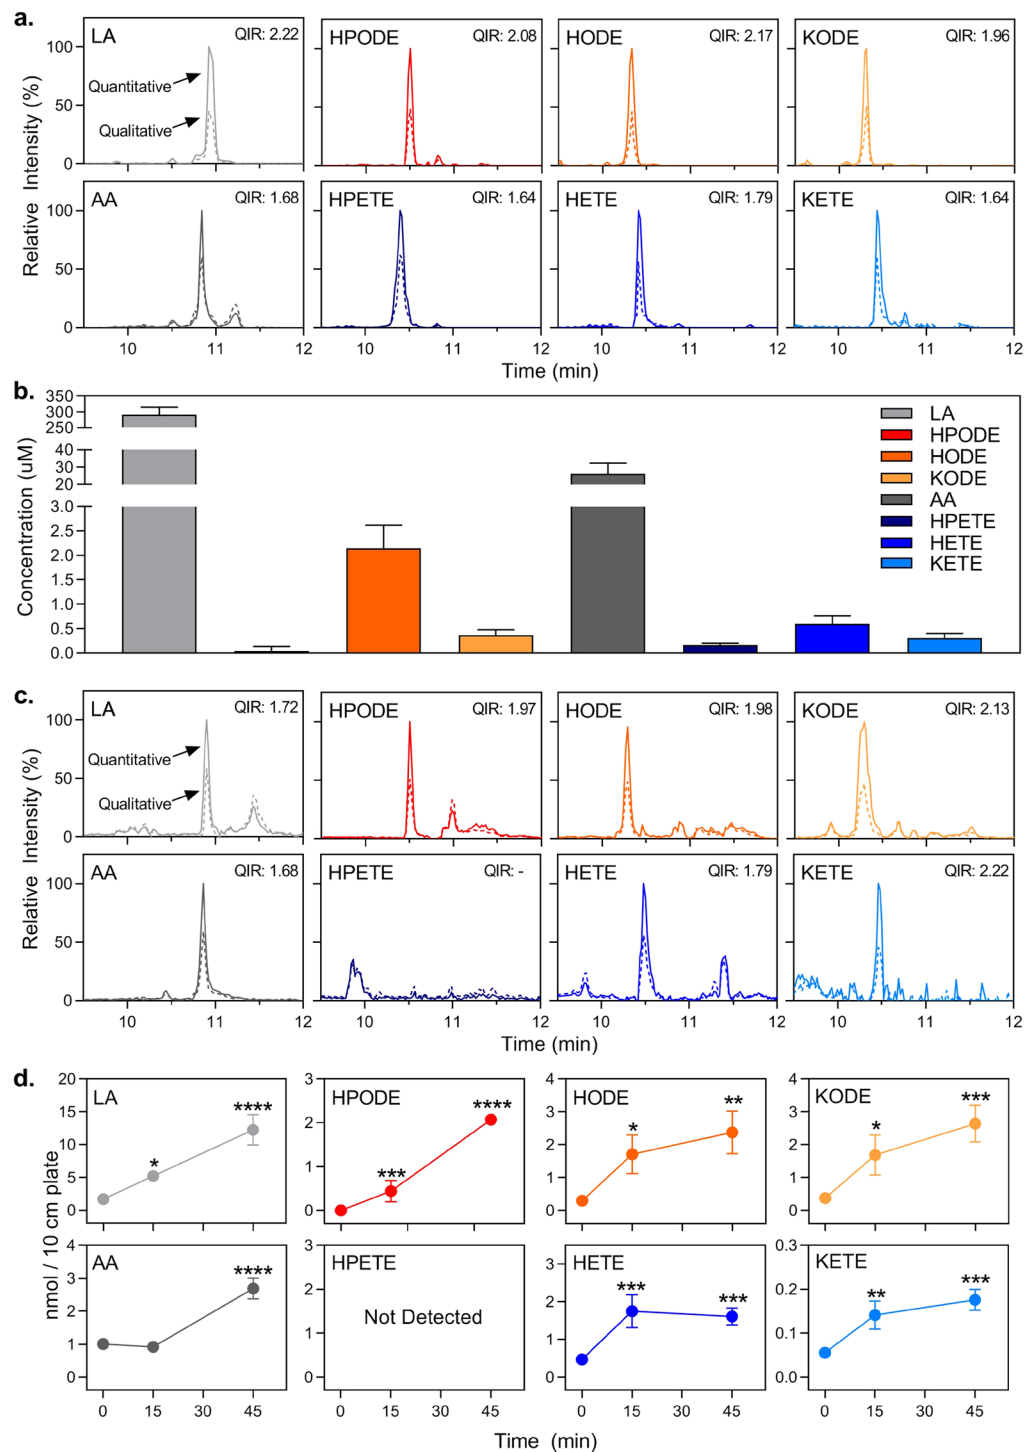 a.
LA QIR: 2.22
HPODE QIR: 2.08
HODE QIR: 2.17
KODE QIR: 1.96
Quantitative
Qualitative
100
50
0
AA QIR: 1.68
HPETE QIR: 1.64
HETE QIR: 1.79
KETE QIR: 1.64
100
50
0
Relative Intensity (%)
10 11 12
10 11 12
10 11 12
10 11 12
Time (min)
b.
Concentration (uM)
350
300
250
40
30
20
3.0
2.5
2.0
1.5
1.0
0.5
0.0
LA
HPODE
HODE
KODE
AA
HPETE
HETE
KETE
c.
LA QIR: 1.72
HPODE QIR: 1.97
HODE QIR: 1.98
KODE QIR: 2.13
Quantitative
Qualitative
100
50
0
AA QIR: 1.68
HPETE QIR: -
HETE QIR: 1.79
KETE QIR: 2.22
100
50
0
Relative Intensity (%)
10 11 12
10 11 12
10 11 12
10 11 12
Time (min)
d.
nmol / 10 cm plate
LA
20
15
10
5
0
*
****
HPODE
3
2
1
0
***
****
HODE
4
3
2
1
0
*
**
KODE
4
3
2
1
0
*
***
AA
4
3
2
1
0
****
HPETE
3
2
1
0
Not Detected
HETE
3
2
1
0
***
***
KETE
0.3
0.2
0.1
0.0
**
***
0 15 30 45
0 15 30 45
0 15 30 45
0 15 30 45
Time (min)